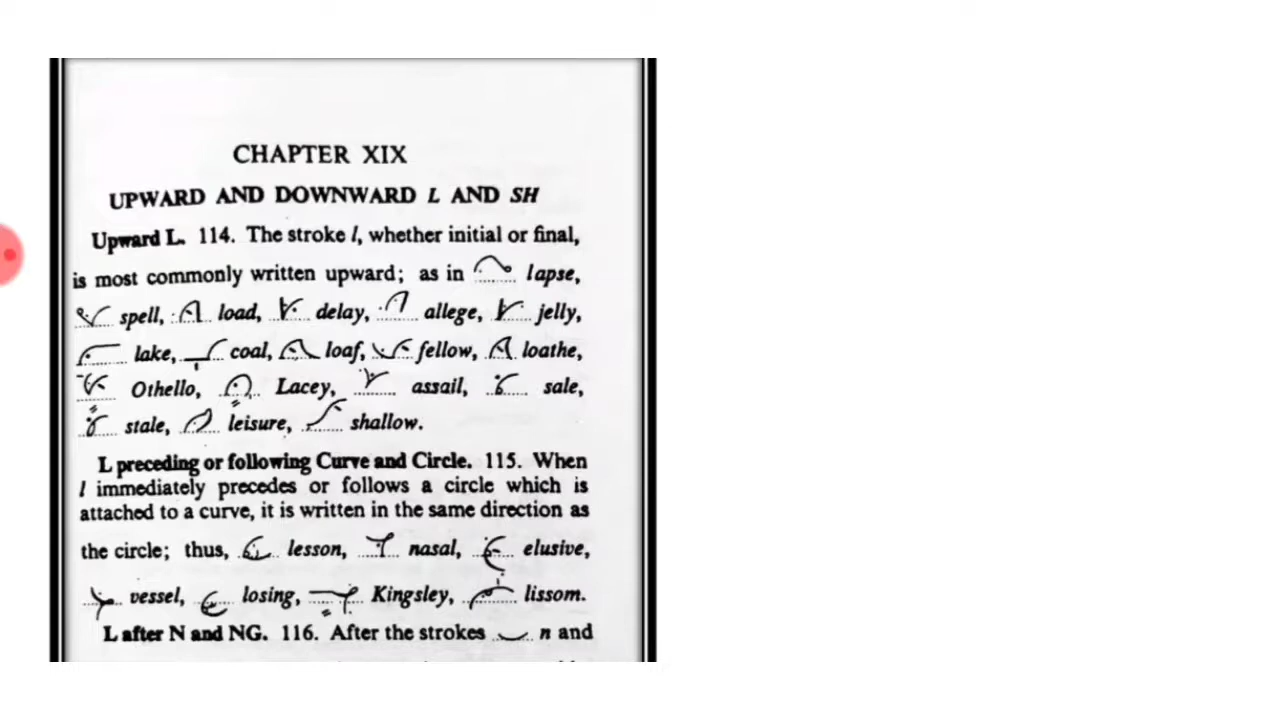 CHAPTER XIX
UPWARD AND DOWNWARD L AND SH
Upward L. 114. The stroke l, whether initial or final,
is most commonly written upward; as in lapse,
spell, load, delay, allege, jelly,
lake, coal, loaf, fellow, loathe,
Othello, Lacey, assail, sale,
stale, leisure, shallow.
L preceding or following Curve and Circle. 115. When
l immediately precedes or follows a circle which is
attached to a curve, it is written in the same direction as
the circle; thus, lesson, nasal, elusive,
vessel, losing, Kingsley, lissom.
L after N and NG. 116. After the strokes n and